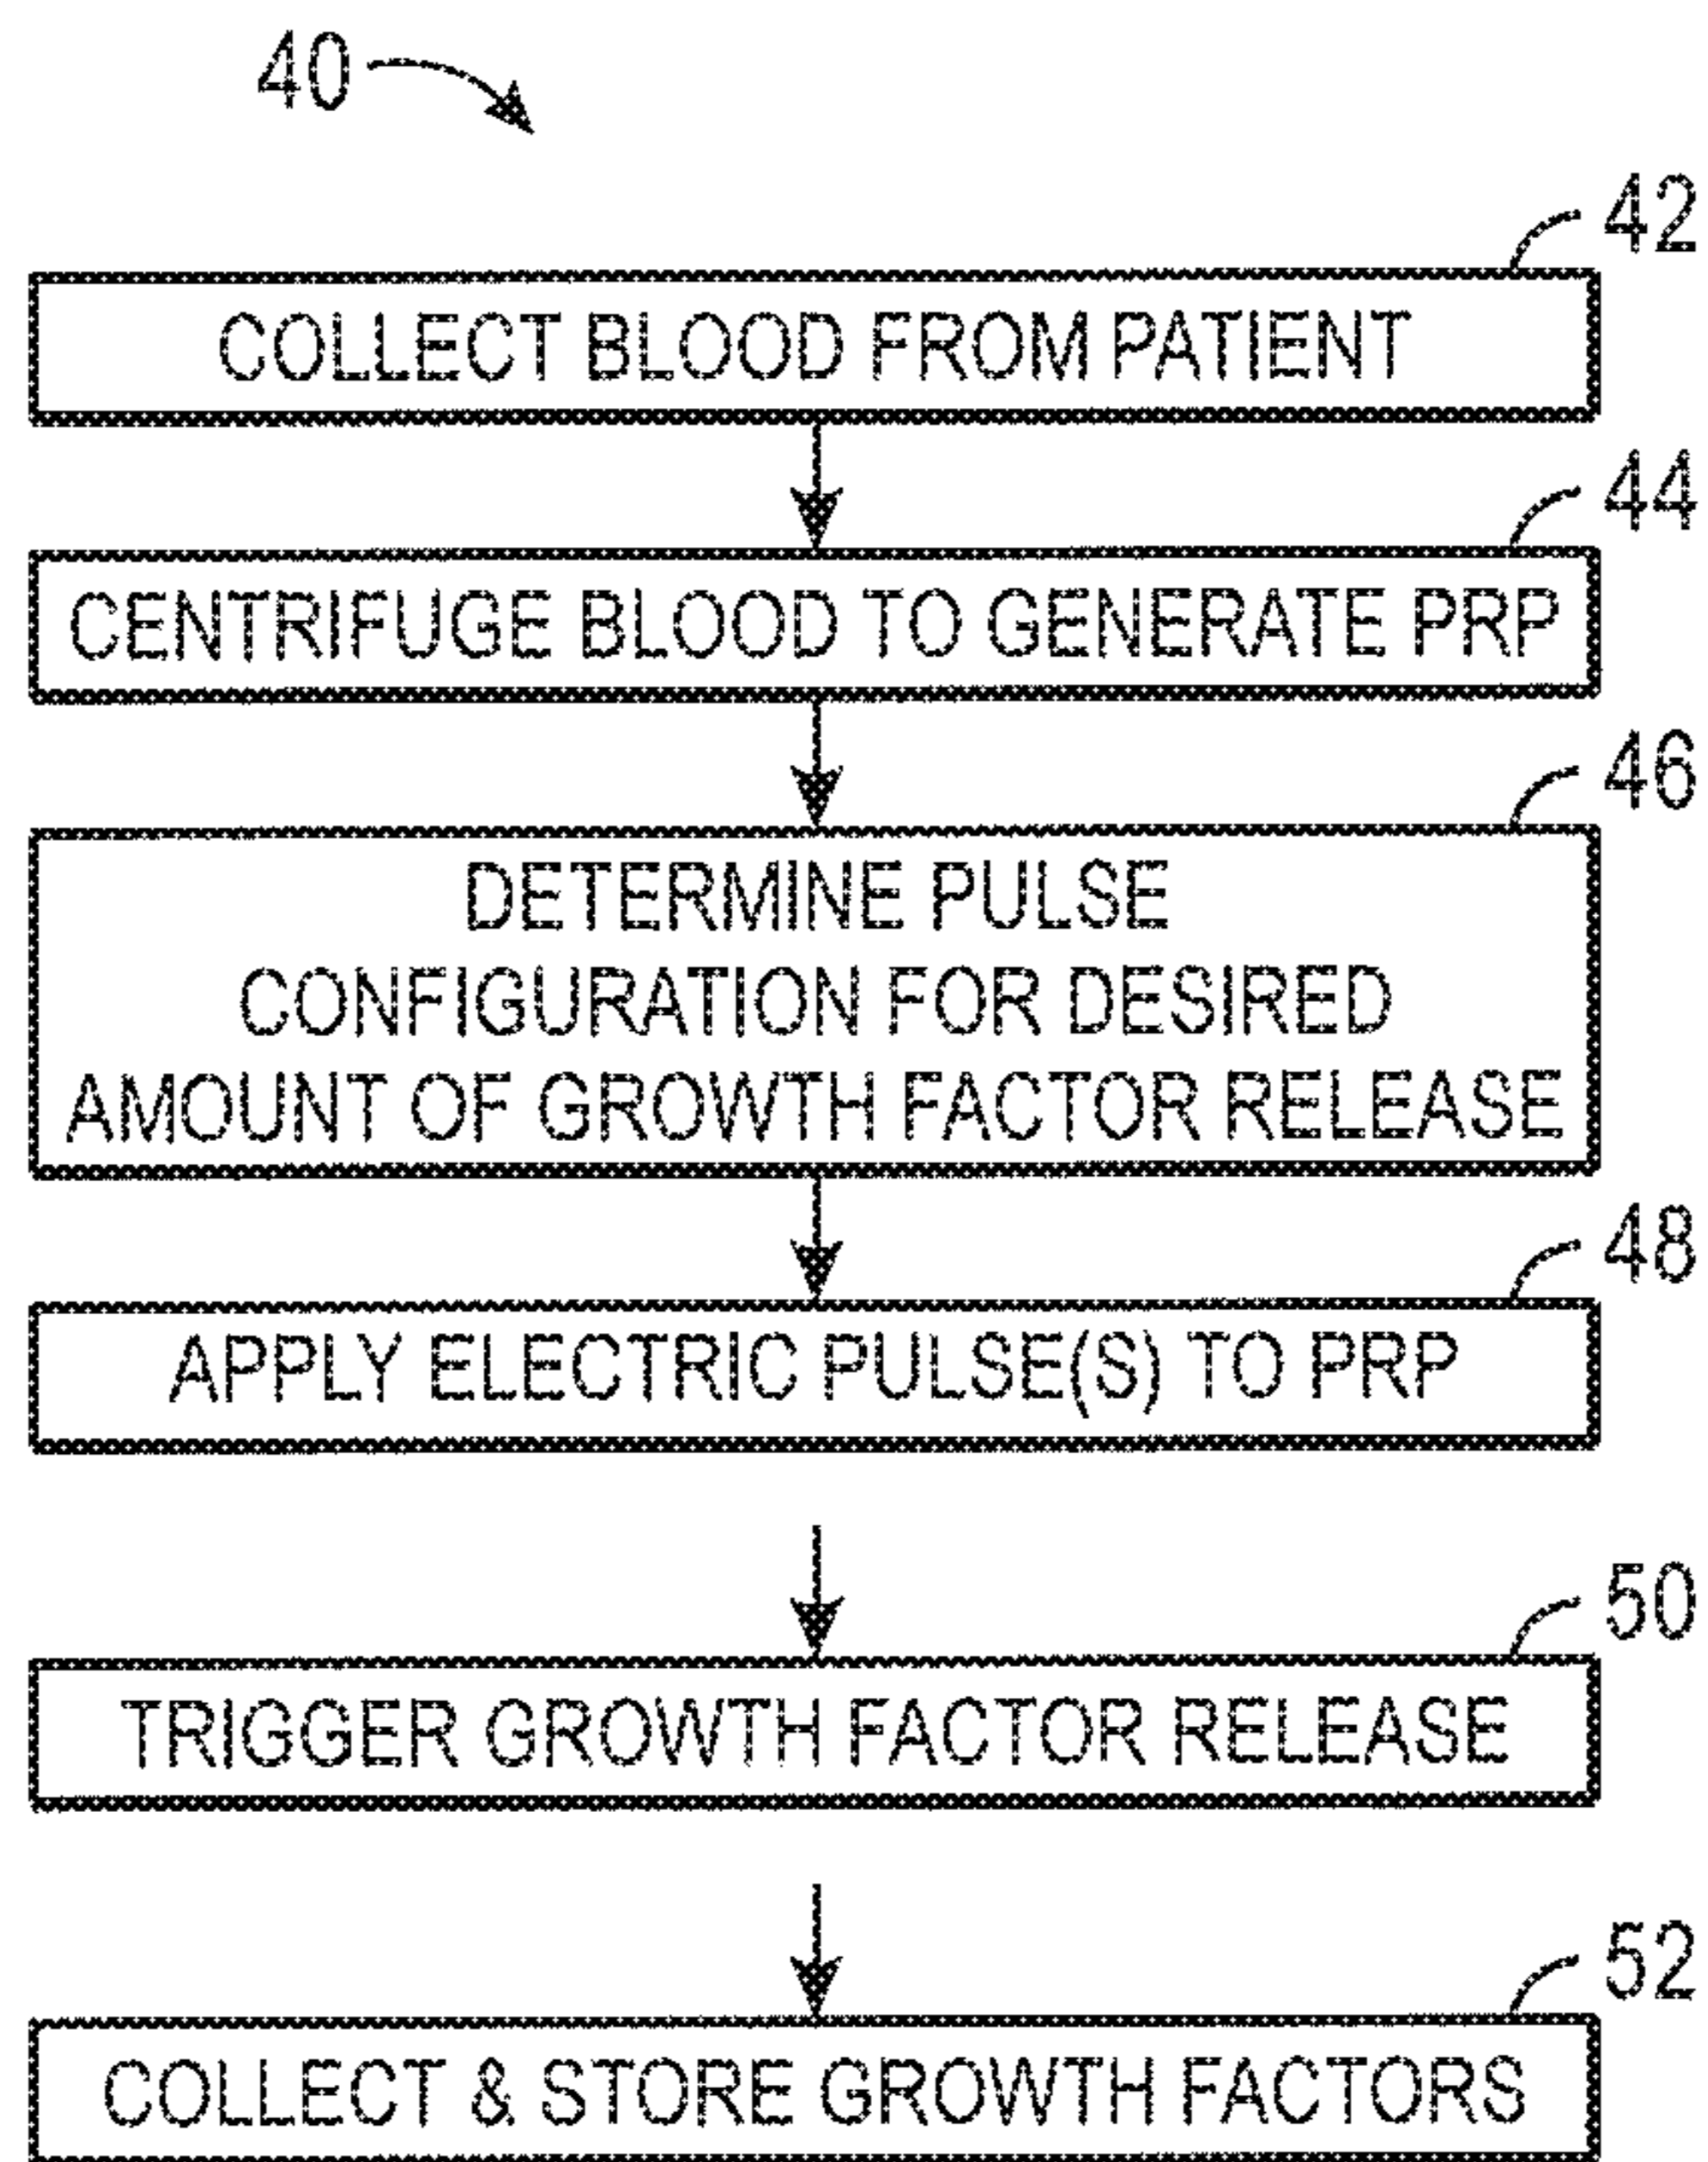 40
42
COLLECT BLOOD FROM PATIENT
44
CENTRIFUGE BLOOD TO GENERATE PRP
46
DETERMINE PULSE
CONFIGURATION FOR DESIRED
AMOUNT OF GROWTH FACTOR RELEASE
48
APPLY ELECTRIC PULSE(S) TO PRP
50
TRIGGER GROWTH FACTOR RELEASE
52
COLLECT & STORE GROWTH FACTORS